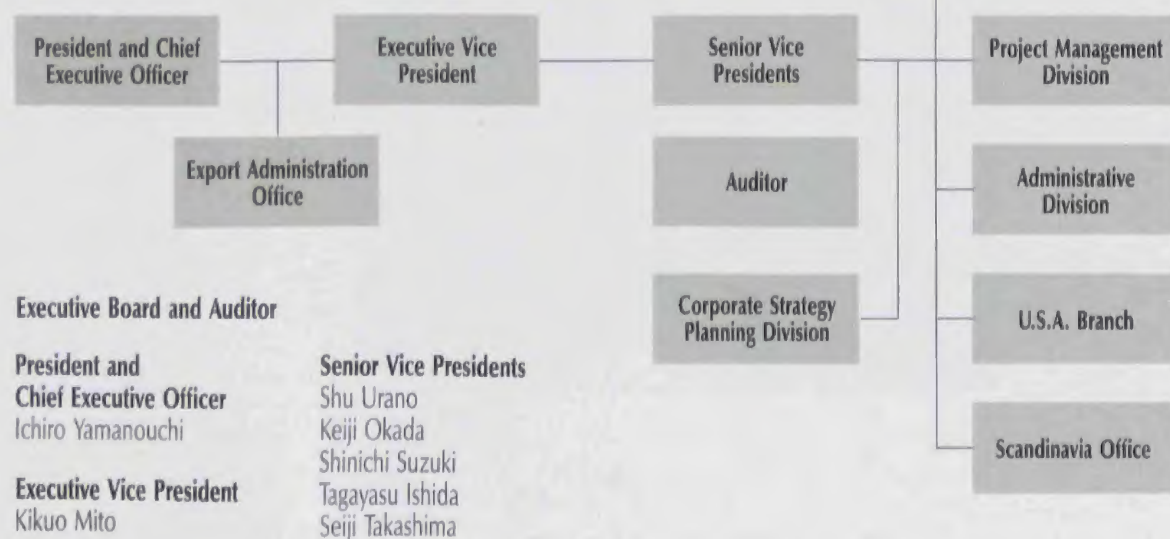 President and Chief
Executive Officer
Executive Vice
President
Senior Vice
Presidents
Project Management
Division
Export Administration
Office
Auditor
Administrative
Division
Corporate Strategy
Planning Division
U.S.A. Branch
Scandinavia Office
Executive Board and Auditor
President and
Chief Executive Officer
Ichiro Yamanouchi
Executive Vice President
Kikuo Mito
Senior Vice Presidents
Shu Urano
Keiji Okada
Shinichi Suzuki
Tagayasu Ishida
Seiji Takashima